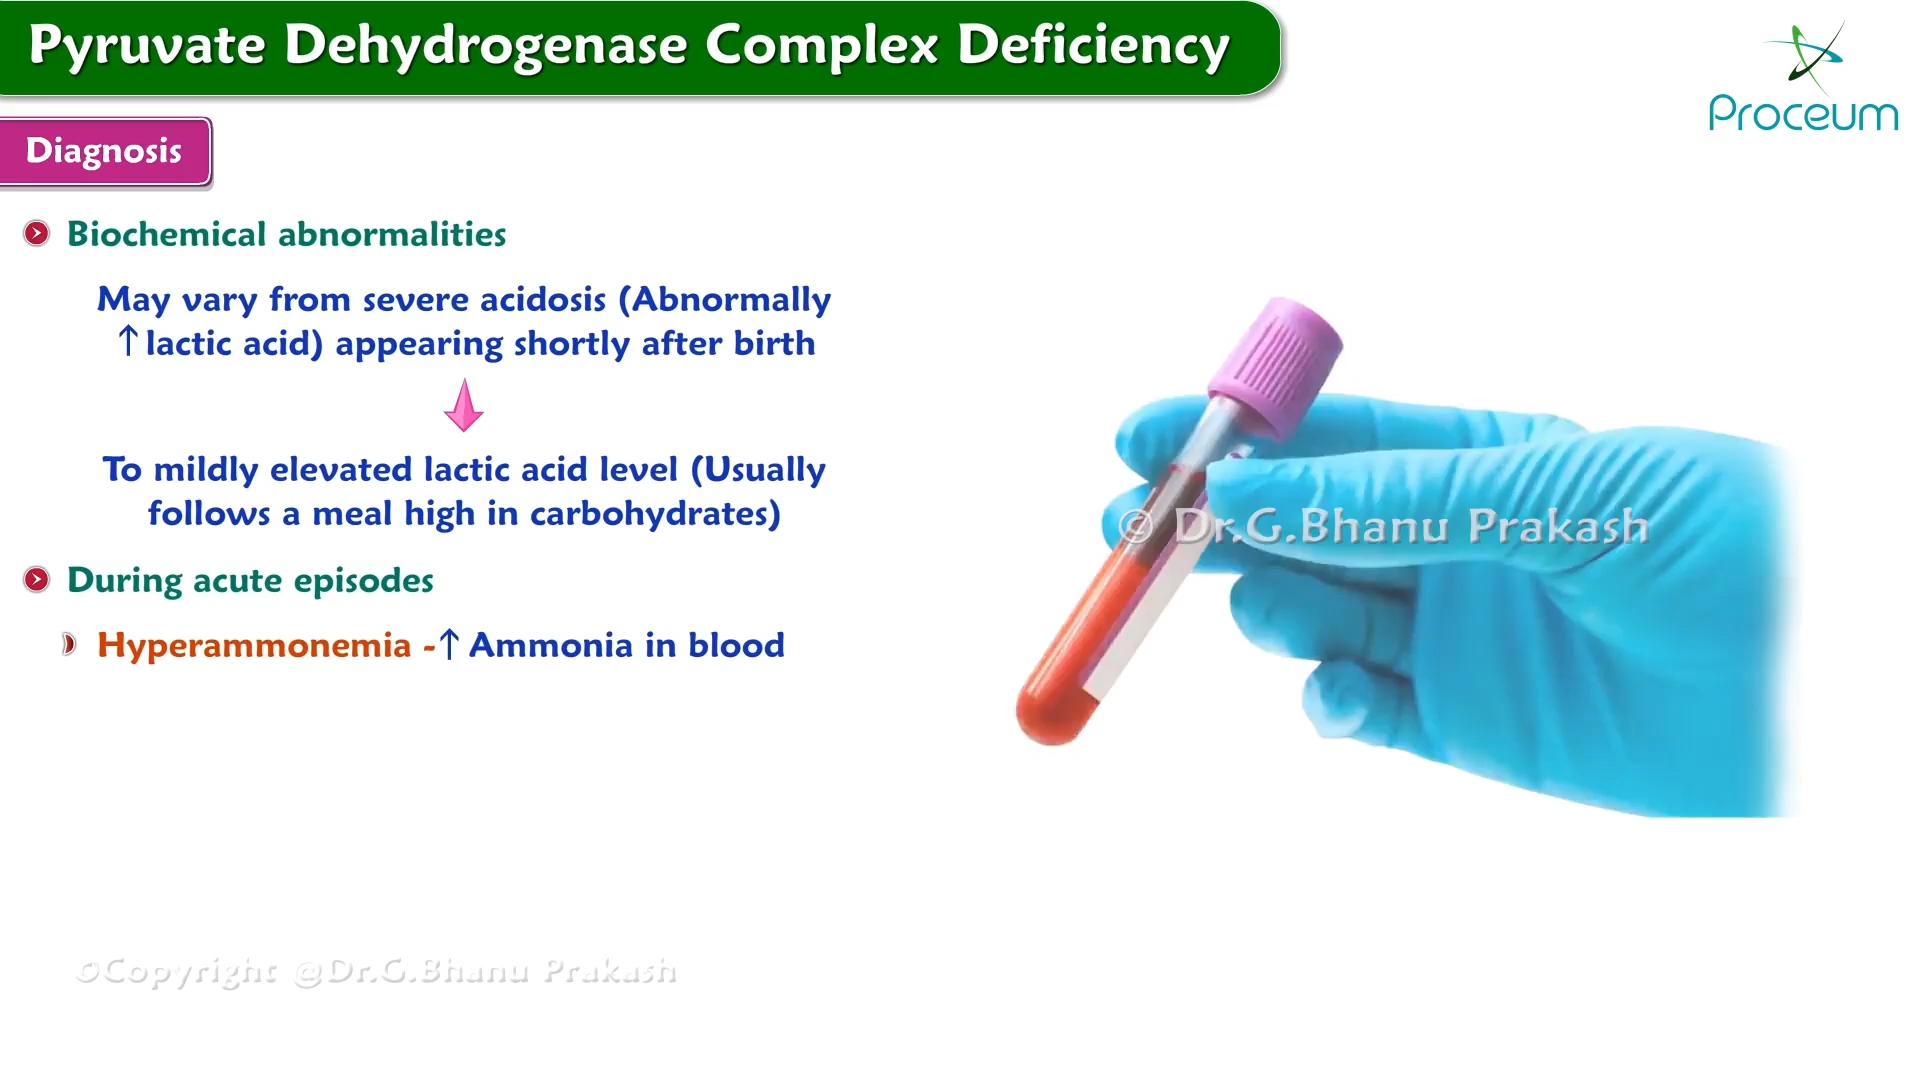 Pyruvate Dehydrogenase Complex Deficiency
Proceum
Diagnosis
Biochemical abnormalities
May vary from severe acidosis (Abnormally
↑lactic acid) appearing shortly after birth
To mildly elevated lactic acid level (Usually
follows a meal high in carbohydrates)
© Dr.G.Bhanu Prakash
During acute episodes
Hyperammonemia -↑ Ammonia in blood
©Copyright @Dr.G.Bhanu Prakash